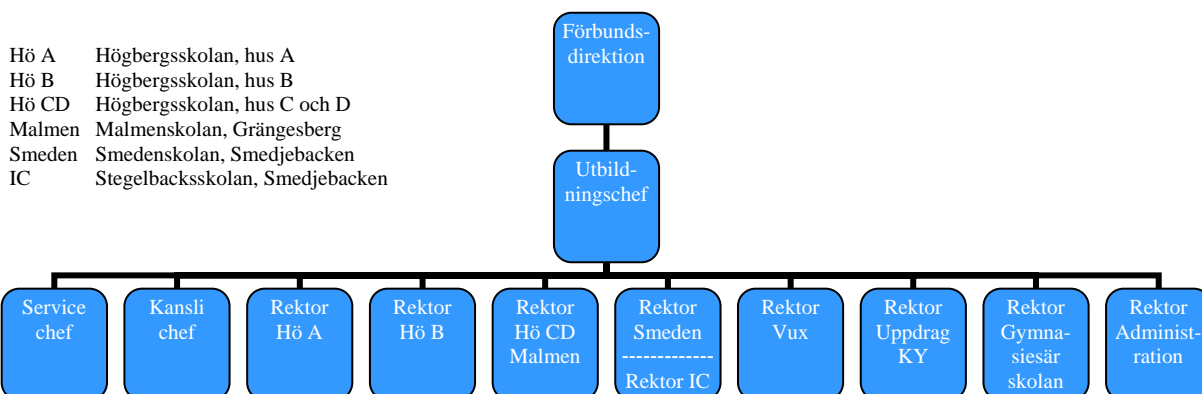 Hö A Högbergsskolan, hus A
Hö B Högbergsskolan, hus B
Hö CD Högbergsskolan, hus C och D
Malmen Malmenskolan, Grängesberg
Smeden Smedenskolan, Smedjebacken
IC Stegelbacksskolan, Smedjebacken
Förbunds-
direktion
Utbild-
ningschef
Service
chef
Kansli
chef
Rektor
Hö A
Rektor
Hö B
Rektor
Hö CD
Malmen
Rektor
Smeden
-------------
Rektor IC
Rektor
Vux
Rektor
Uppdrag
KY
Rektor
Gymna-
siesär
skolan
Rektor
Administ-
ration